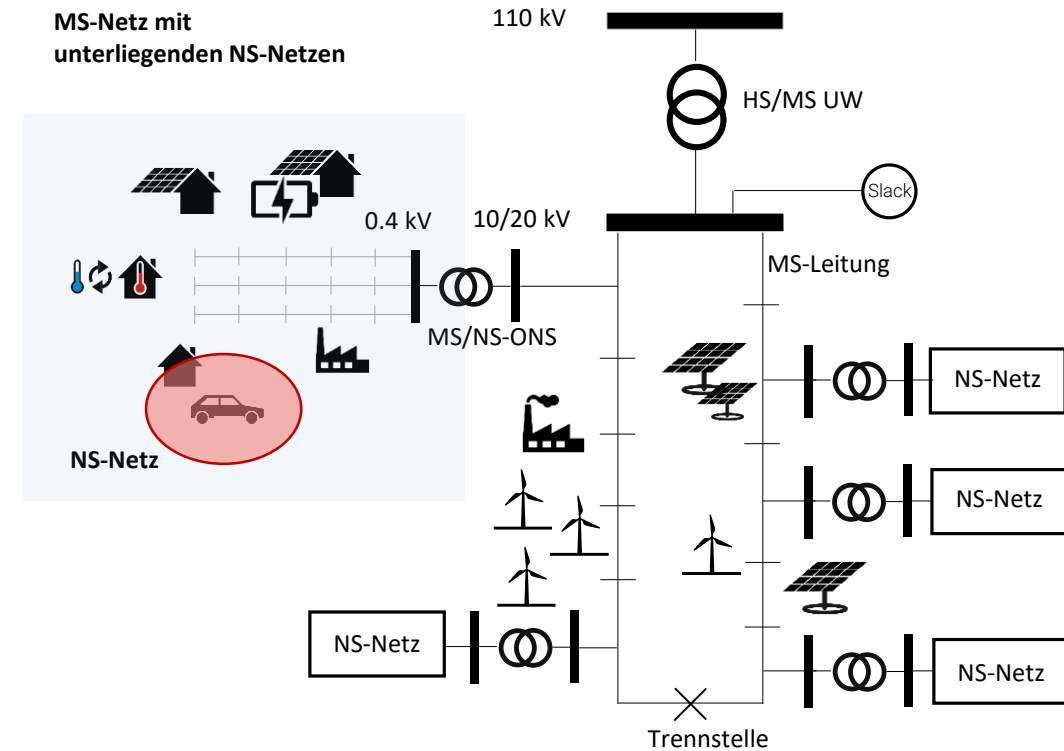 MS-Netz mit
unterliegenden NS-Netzen
110 kV
HS/MS UW
Slack
0.4 kV
10/20 kV
MS-Leitung
MS/NS-ONS
NS-Netz
NS-Netz
NS-Netz
NS-Netz
NS-Netz
Trennstelle